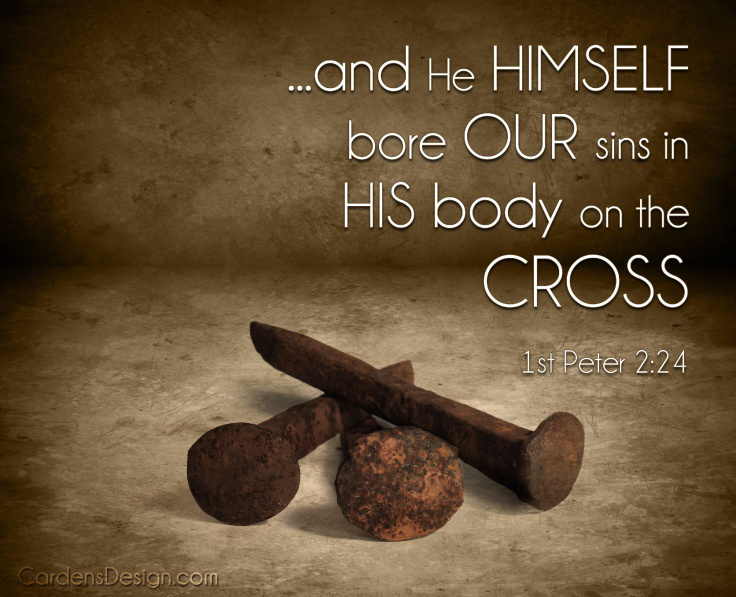 ...and He HIMSELF
bore OUR sins in
HIS body on the
CROSS
1st Peter 2:24
CardensDesign.com